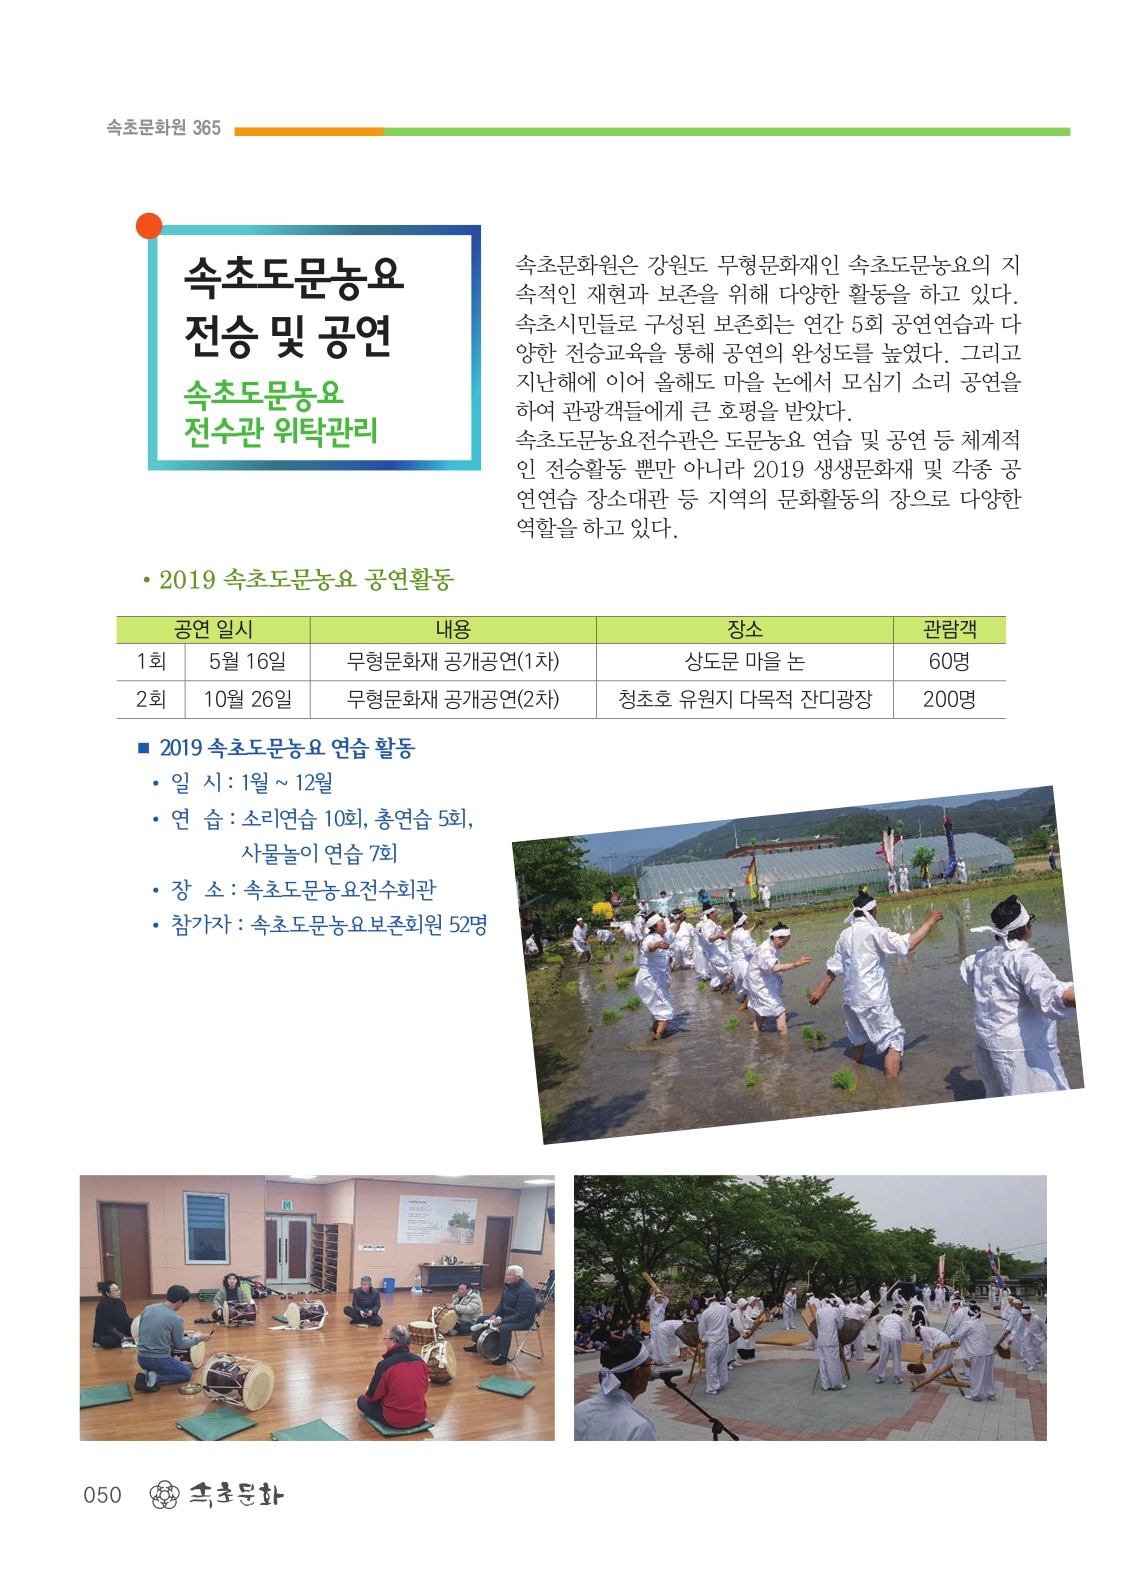 속초문화원 365
속초도문농요
전승 및 공연
속초도문농요
전수관 위탁관리
속초문화원은 강원도 무형문화재인 속초도문농요의 지
속적인 재현과 보존을 위해 다양한 활동을 하고 있다.
속초시민들로 구성된 보존회는 연간 5회 공연연습과 다
양한 전승교육을 통해 공연의 완성도를 높였다. 그리고
지난해에 이어 올해도 마을 논에서 모심기 소리 공연을
하여 관광객들에게 큰 호평을 받았다.
속초도문농요전수관은 도문농요 연습 및 공연 등 체계적
인 전승활동 뿐만 아니라 2019 생생문화재 및 각종 공
연연습 장소대관 등 지역의 문화활동의 장으로 다양한
역할을 하고 있다.
• 2019 속초도문농요 공연활동
공연 일시 내용 장소 관람객
1회 5월 16일 무형문화재 공개공연(1차) 상도문 마을 논 60명
2회 10월 26일 무형문화재 공개공연(2차) 청초호 유원지 다목적 잔디광장 200명
■ 2019 속초도문농요 연습 활동
• 일 시 : 1월 ~ 12월
• 연 습 : 소리연습 10회, 총연습 5회,
사물놀이 연습 7회
• 장 소 : 속초도문농요전수회관
• 참가자 : 속초도문농요보존회원 52명
050 속초문화